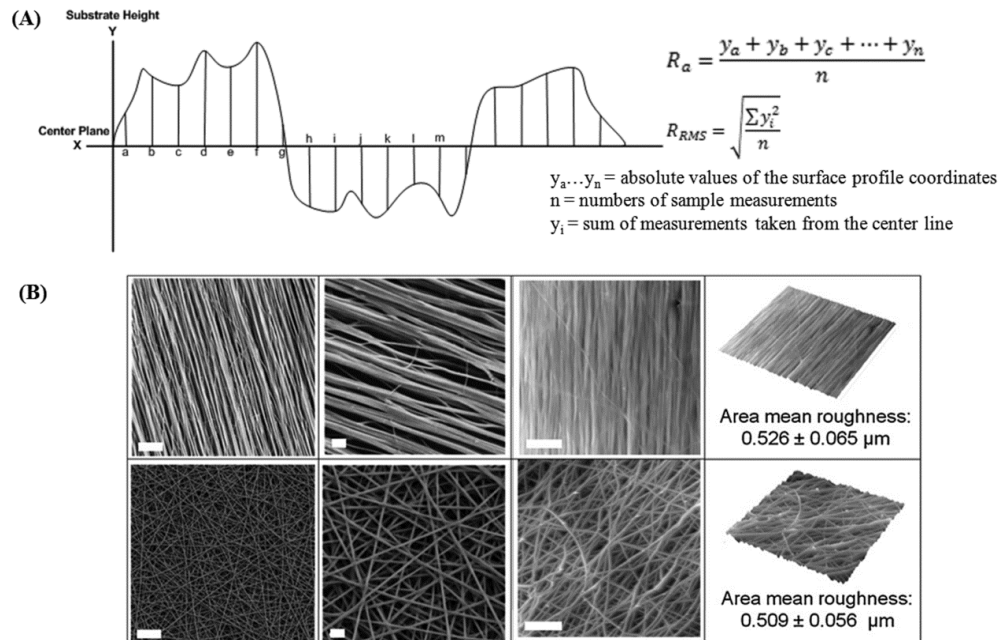 (A)
Substrate Height
Y
Center Plane
X
a b c d e f g
h i j k l m
R_a = (y_a + y_b + y_c + ⋯ + y_n) / n
R_RMS = √(Σy_i² / n)
y_a…y_n = absolute values of the surface profile coordinates
n = numbers of sample measurements
y_i = sum of measurements taken from the center line
(B)
Area mean roughness:
0.526 ± 0.065 µm
Area mean roughness:
0.509 ± 0.056 µm